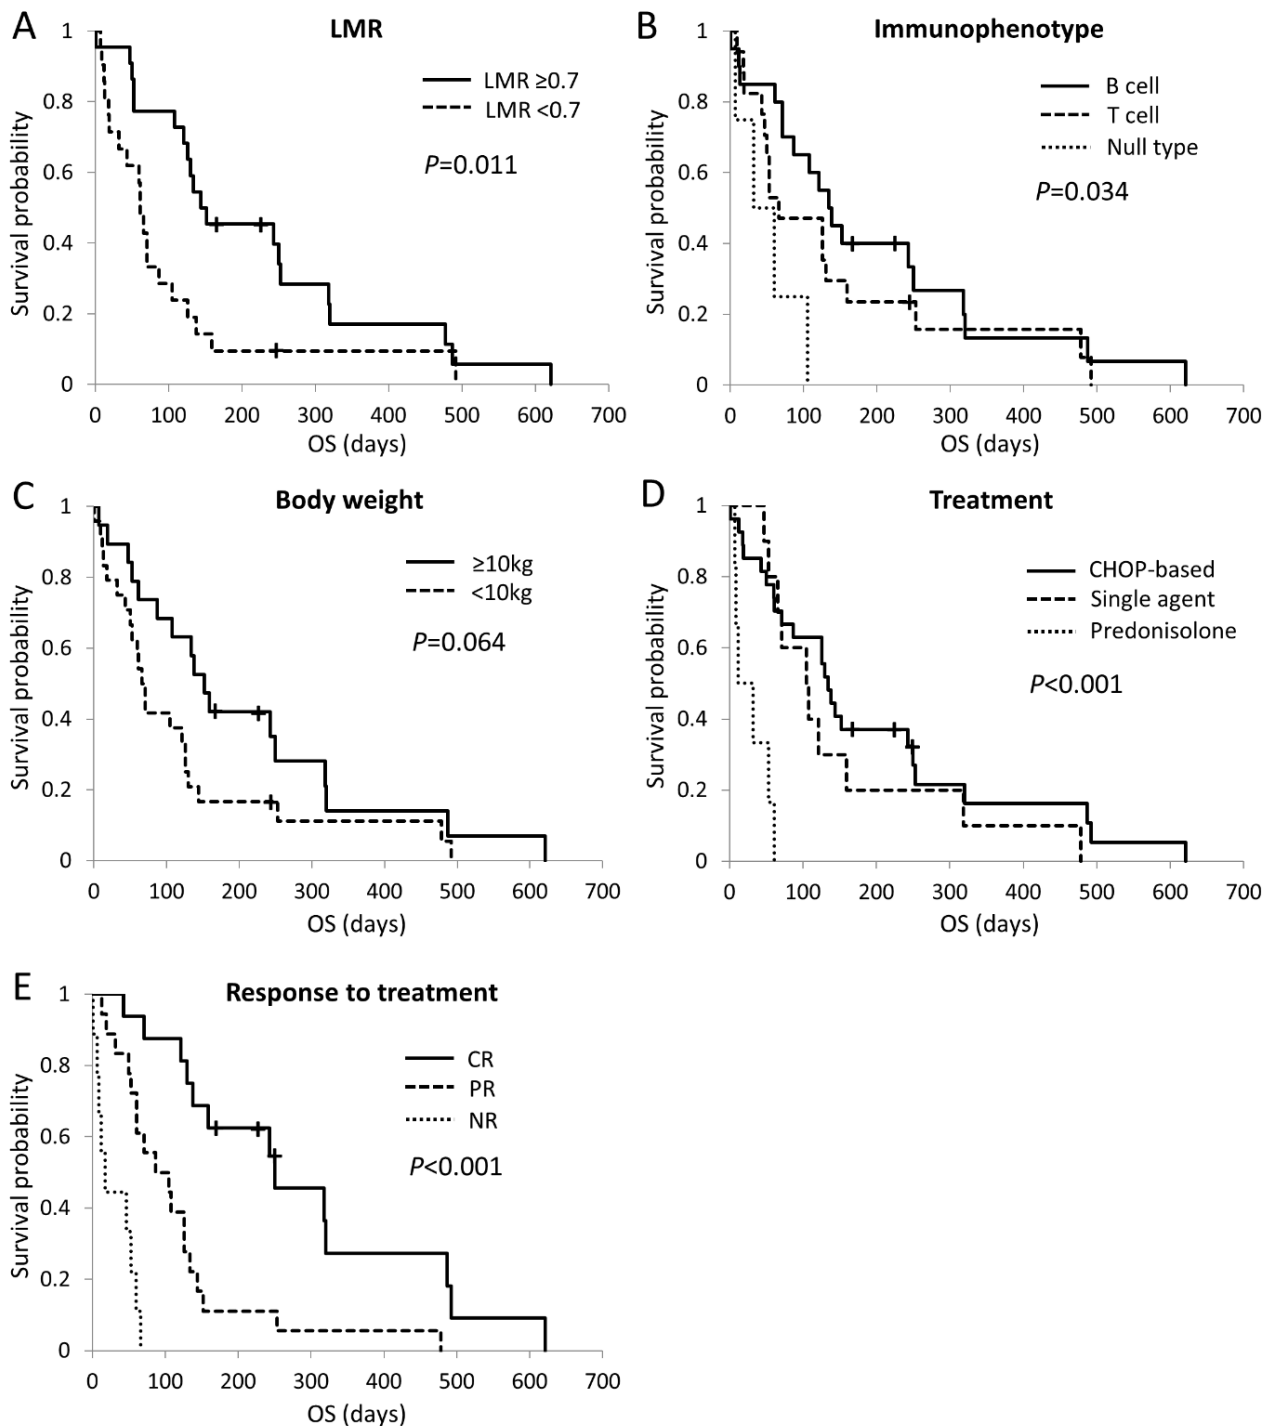 A
LMR
Survival probability
1
0.8
0.6
0.4
0.2
0
LMR ≥0.7
LMR <0.7
P=0.011
0 100 200 300 400 500 600 700
OS (days)
B
Immunophenotype
Survival probability
1
0.8
0.6
0.4
0.2
0
B cell
T cell
Null type
P=0.034
0 100 200 300 400 500 600 700
OS (days)
C
Body weight
Survival probability
1
0.8
0.6
0.4
0.2
0
≥10kg
<10kg
P=0.064
0 100 200 300 400 500 600 700
OS (days)
D
Treatment
Survival probability
1
0.8
0.6
0.4
0.2
0
CHOP-based
Single agent
Predonisolone
P<0.001
0 100 200 300 400 500 600 700
OS (days)
E
Response to treatment
Survival probability
1
0.8
0.6
0.4
0.2
0
CR
PR
NR
P<0.001
0 100 200 300 400 500 600 700
OS (days)